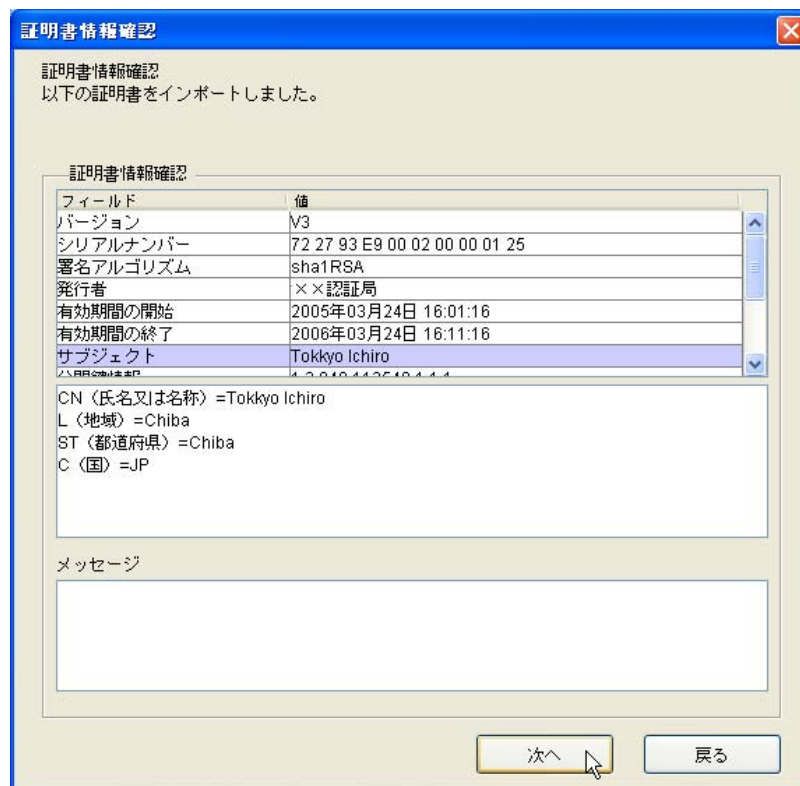 証明書情報確認
証明書情報確認
以下の証明書をインポートしました。
証明書情報確認
フィールド 値
バージョン V3
シリアルナンバー 72 27 93 E9 00 02 00 00 01 25
署名アルゴリズム sha1RSA
発行者 ××認証局
有効期間の開始 2005年03月24日 16:01:16
有効期間の終了 2006年03月24日 16:11:16
サブジェクト Tokkyo Ichiro
CN（氏名又は名称）=Tokkyo Ichiro
L（地域）=Chiba
ST（都道府県）=Chiba
C（国）=JP
メッセージ
次へ 戻る